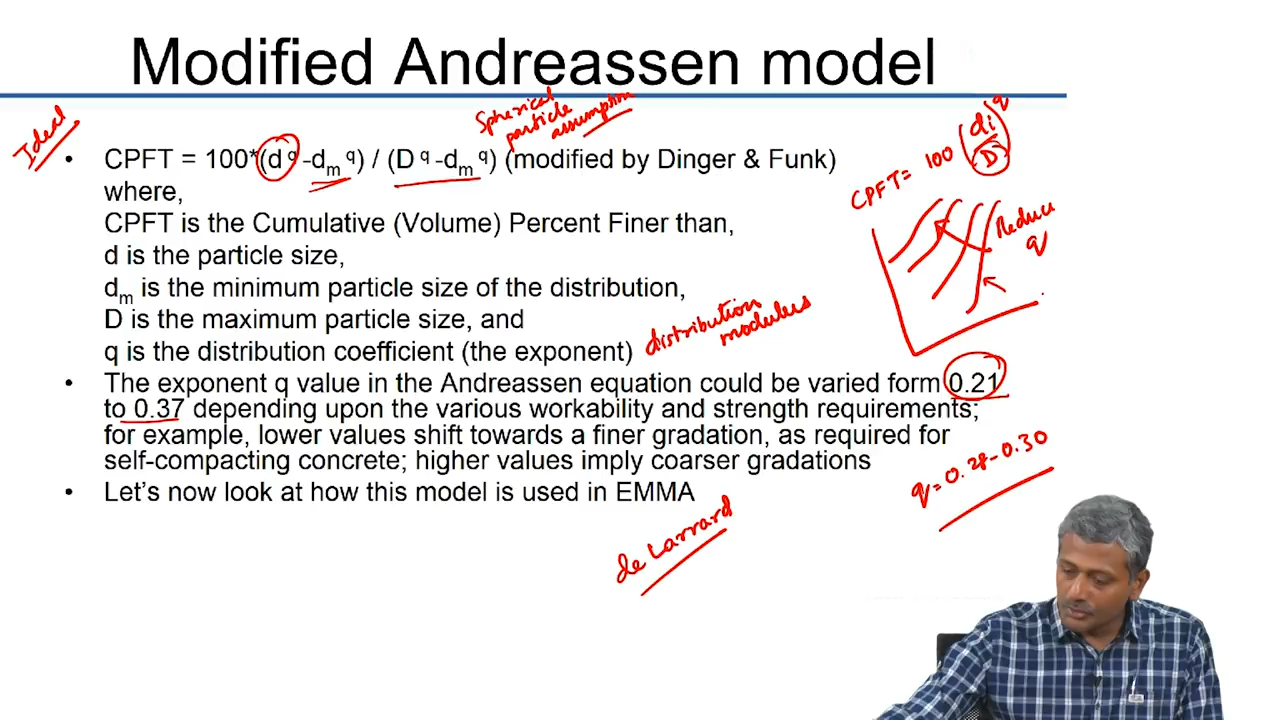 Modified Andreassen model
Ideal
Spherical
particle
assumption
• CPFT = 100*(d q -dm q) / (D q -dm q) (modified by Dinger & Funk)
where,
CPFT is the Cumulative (Volume) Percent Finer than,
d is the particle size,
dm is the minimum particle size of the distribution,
D is the maximum particle size, and
q is the distribution coefficient (the exponent)
distribution
modulus
CPFT = 100 (di/D)q
Reduce
q
• The exponent q value in the Andreassen equation could be varied form 0.21
to 0.37 depending upon the various workability and strength requirements;
for example, lower values shift towards a finer gradation, as required for
self-compacting concrete; higher values imply coarser gradations
q = 0.28 - 0.30
• Let's now look at how this model is used in EMMA
de Larrard